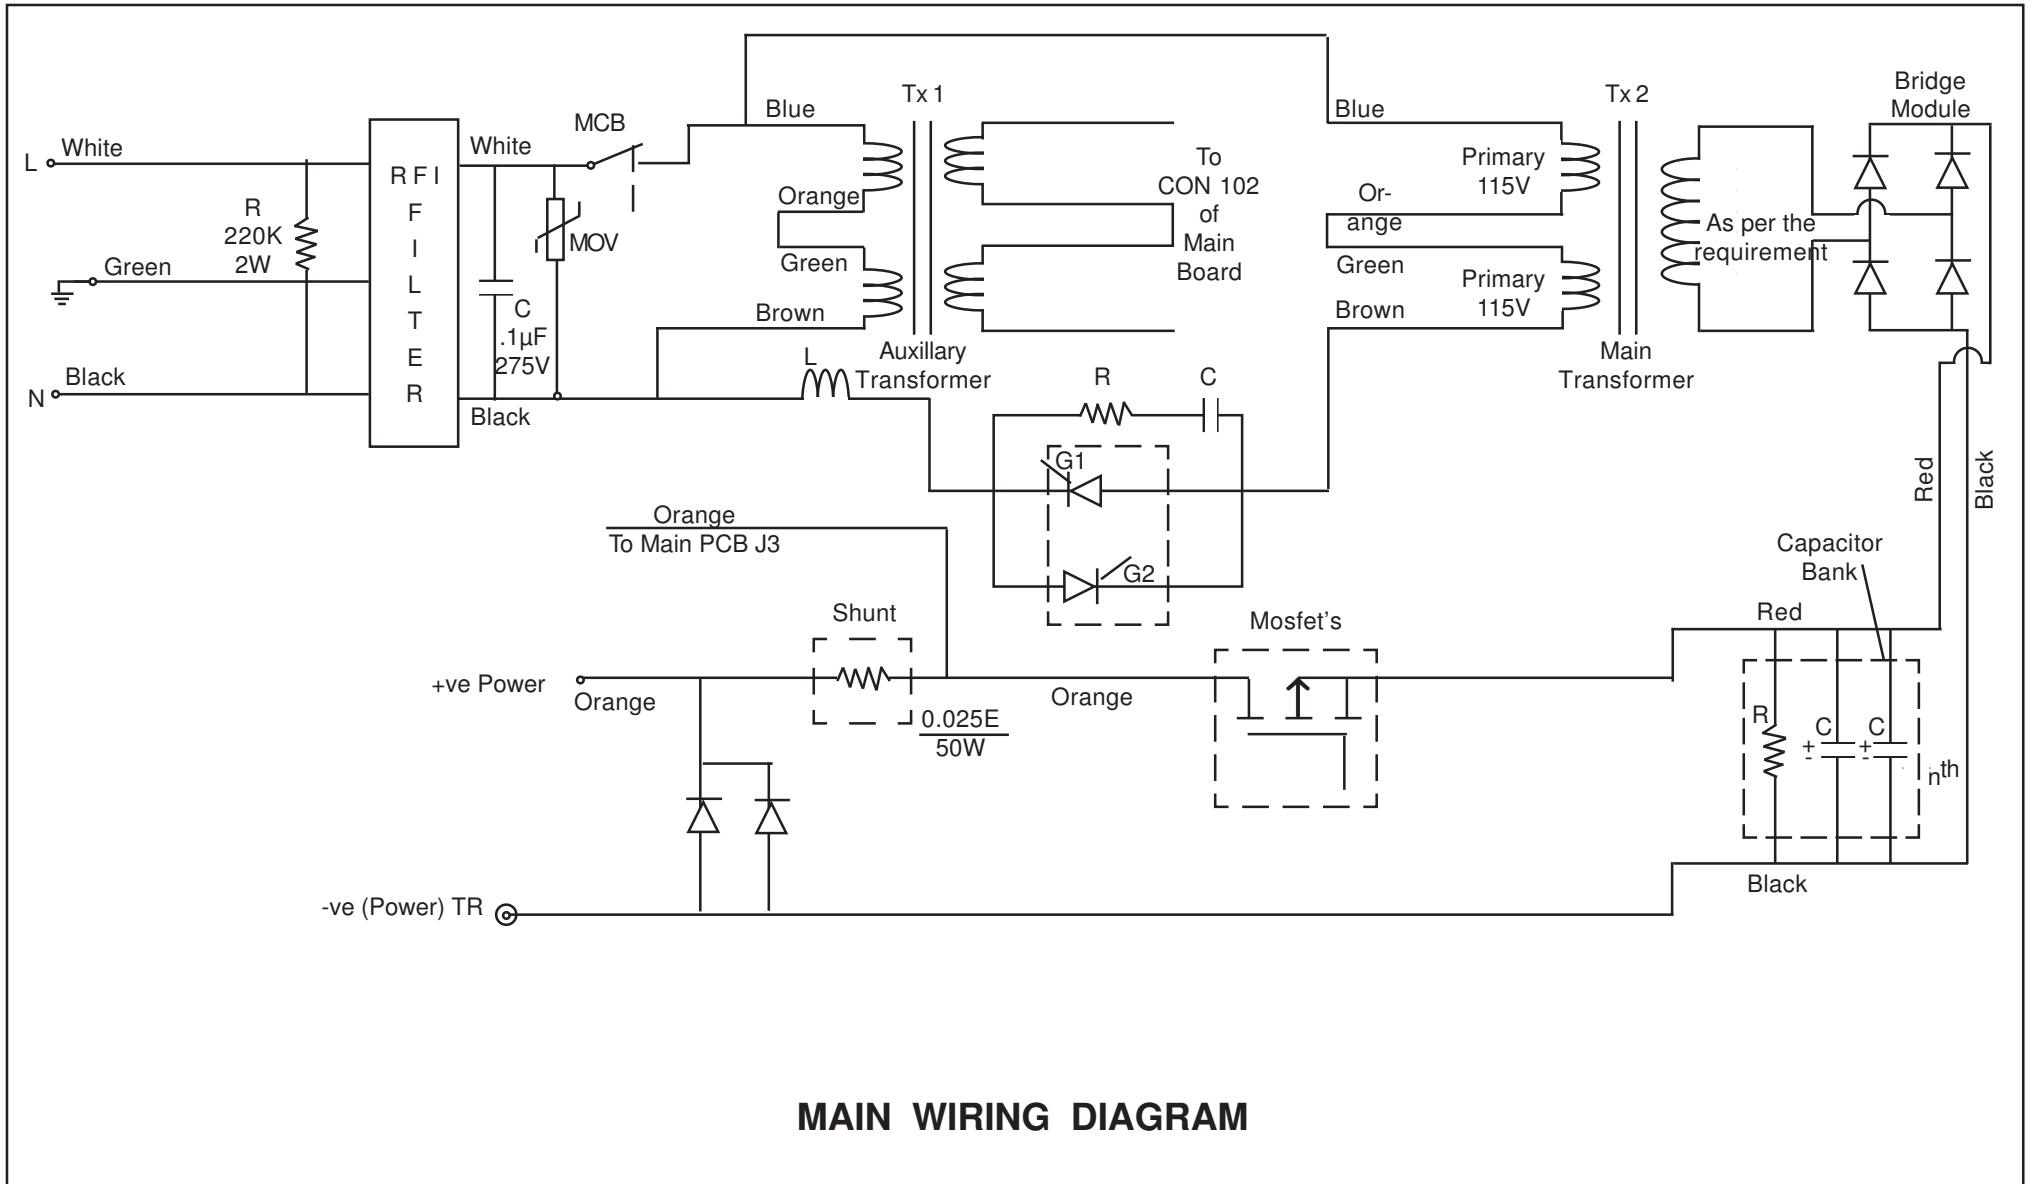 L
White
R
220K
2W
Green
N
Black
RFI
F
I
L
T
E
R
White
MCB
MOV
C
.1µF
275V
Black
Blue
Orange
Green
Brown
Tx 1
Auxillary
Transformer
L
To
CON 102
of
Main
Board
R
C
G1
G2
Blue
Or-
ange
Green
Brown
Primary
115V
Primary
115V
Tx 2
Main
Transformer
As per the
requirement
Bridge
Module
Red
Black
Orange
To Main PCB J3
Shunt
0.025E
50W
+ve Power
Orange
Orange
Mosfet's
Capacitor
Bank
Red
R
C
+
-
C
+
-
nth
Black
-ve (Power) TR
MAIN WIRING DIAGRAM